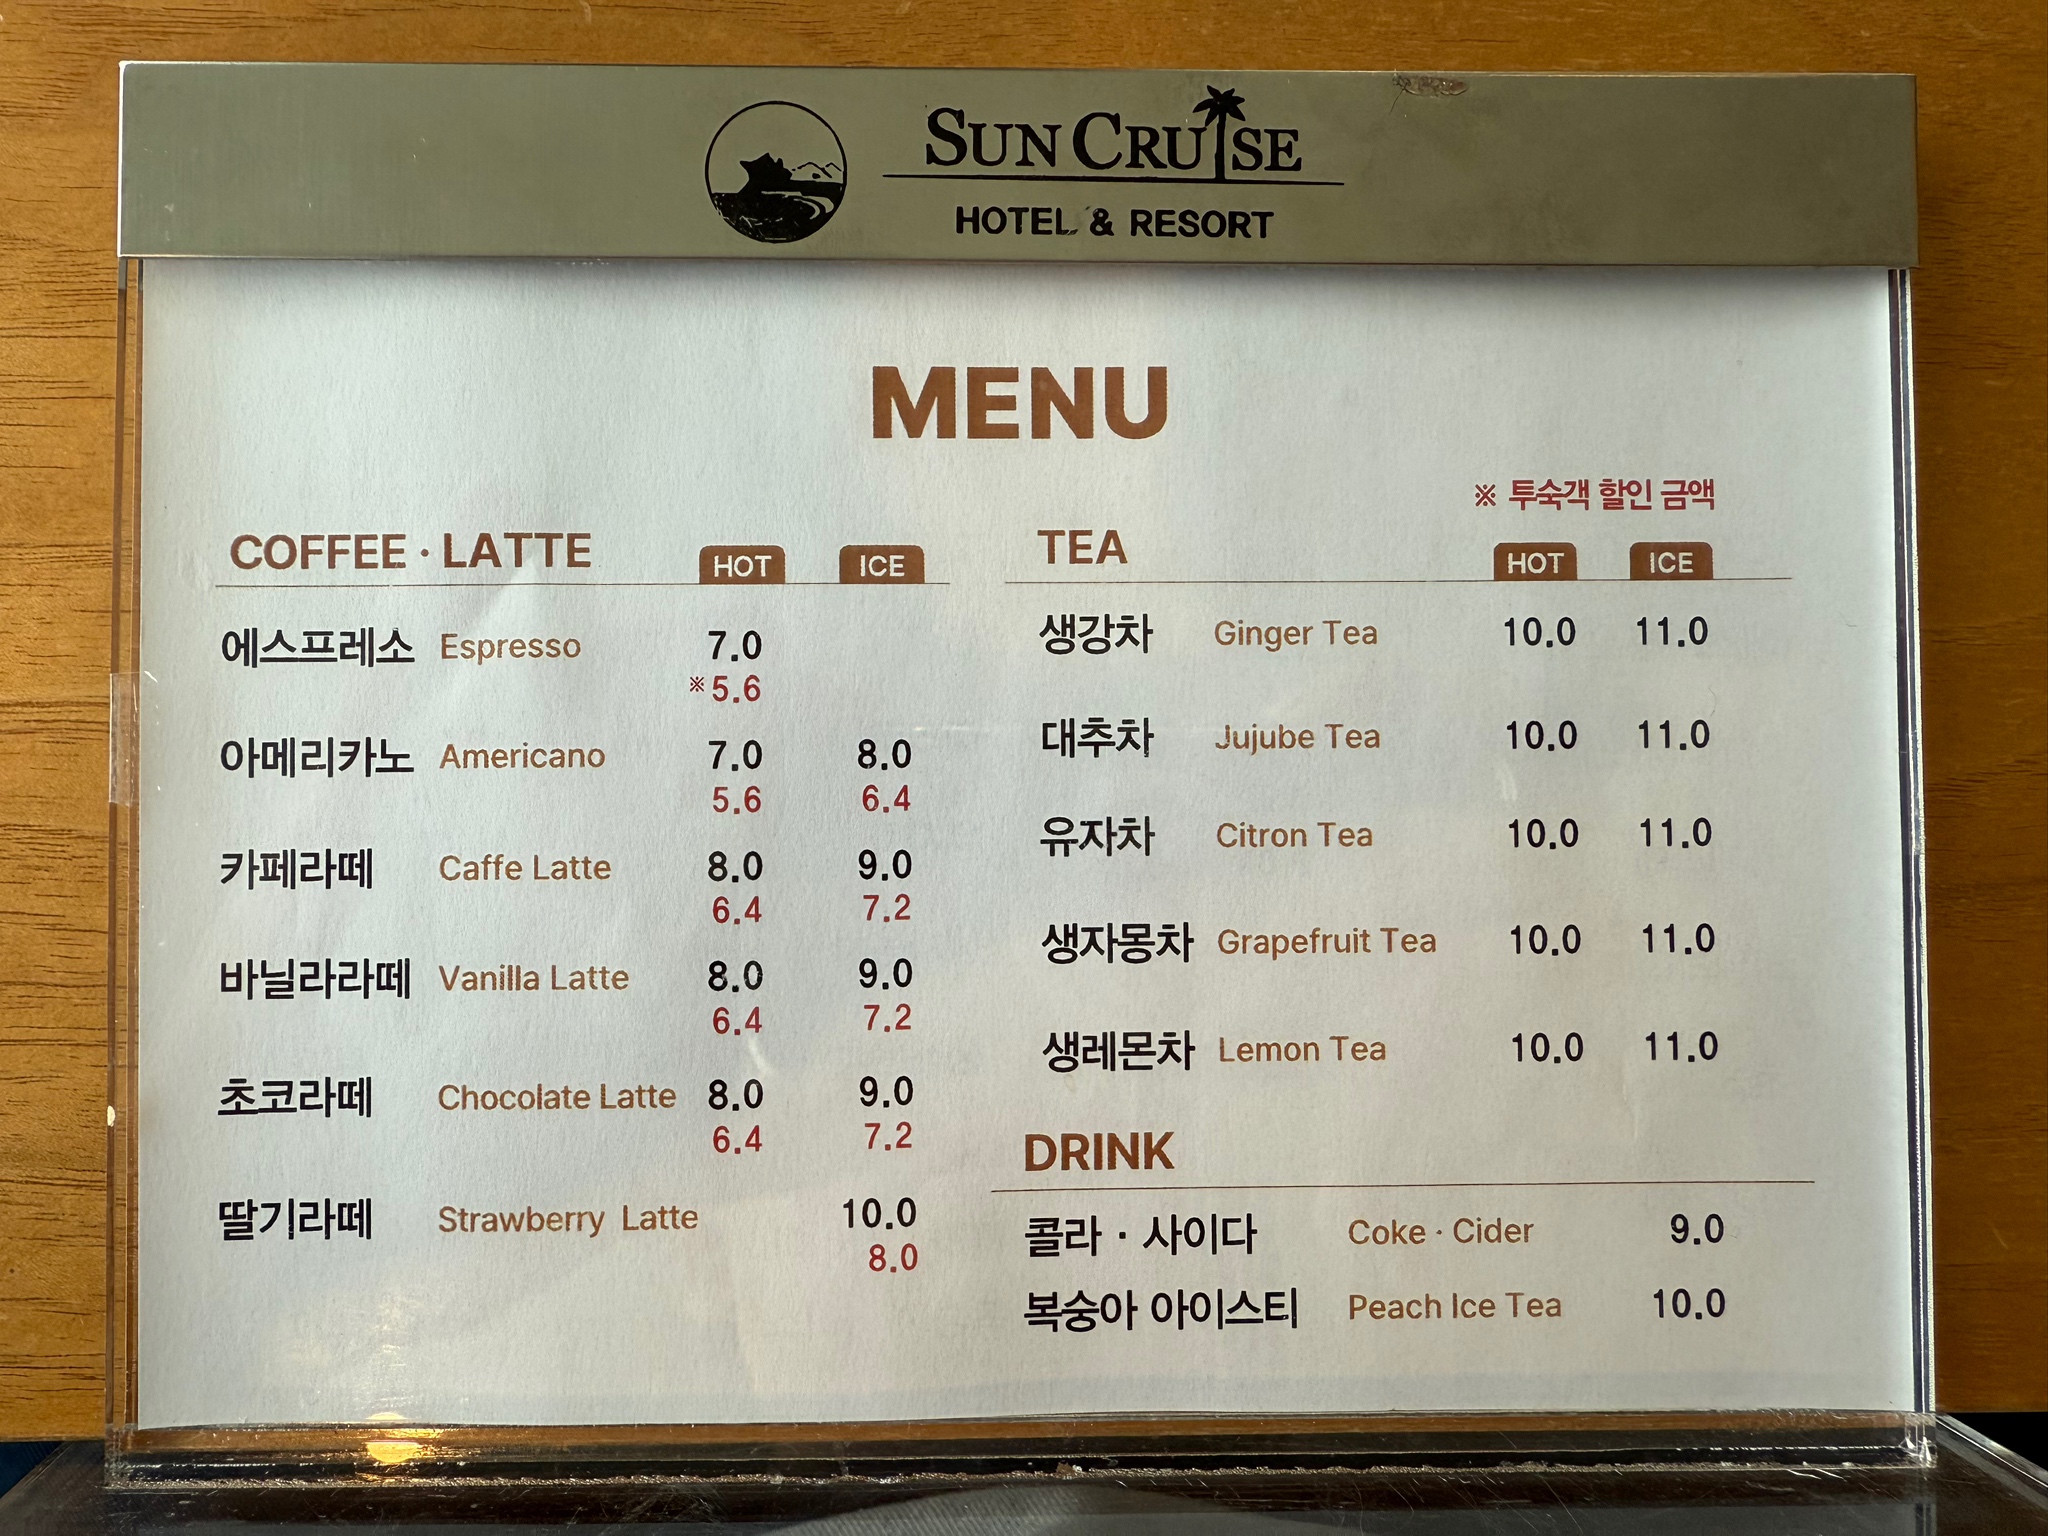 SUN CRUISE
HOTEL & RESORT
MENU
※ 투숙객 할인 금액
COFFEE · LATTE HOT ICE
에스프레소 Espresso 7.0
※ 5.6
아메리카노 Americano 7.0 8.0
5.6 6.4
카페라떼 Caffe Latte 8.0 9.0
6.4 7.2
바닐라라떼 Vanilla Latte 8.0 9.0
6.4 7.2
초코라떼 Chocolate Latte 8.0 9.0
6.4 7.2
딸기라떼 Strawberry Latte 10.0
8.0
TEA HOT ICE
생강차 Ginger Tea 10.0 11.0
대추차 Jujube Tea 10.0 11.0
유자차 Citron Tea 10.0 11.0
생자몽차 Grapefruit Tea 10.0 11.0
생레몬차 Lemon Tea 10.0 11.0
DRINK
콜라 · 사이다 Coke · Cider 9.0
복숭아 아이스티 Peach Ice Tea 10.0